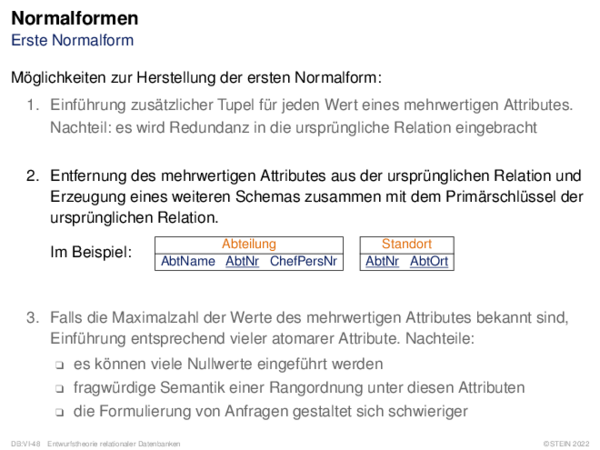 Normalformen
Erste Normalform
Möglichkeiten zur Herstellung der ersten Normalform:
1. Einführung zusätzlicher Tupel für jeden Wert eines mehrwertigen Attributes.
Nachteil: es wird Redundanz in die ursprüngliche Relation eingebracht
2. Entfernung des mehrwertigen Attributes aus der ursprünglichen Relation und
Erzeugung eines weiteren Schemas zusammen mit dem Primärschlüssel der
ursprünglichen Relation.
Im Beispiel:
Abteilung
AbtName AbtNr ChefPersNr
Standort
AbtNr AbtOrt
3. Falls die Maximalzahl der Werte des mehrwertigen Attributes bekannt sind,
Einführung entsprechend vieler atomarer Attribute. Nachteile:
❑ es können viele Nullwerte eingeführt werden
❑ fragwürdige Semantik einer Rangordnung unter diesen Attributen
❑ die Formulierung von Anfragen gestaltet sich schwieriger
DB:VI-48 Entwurfstheorie relationaler Datenbanken
©STEIN 2022